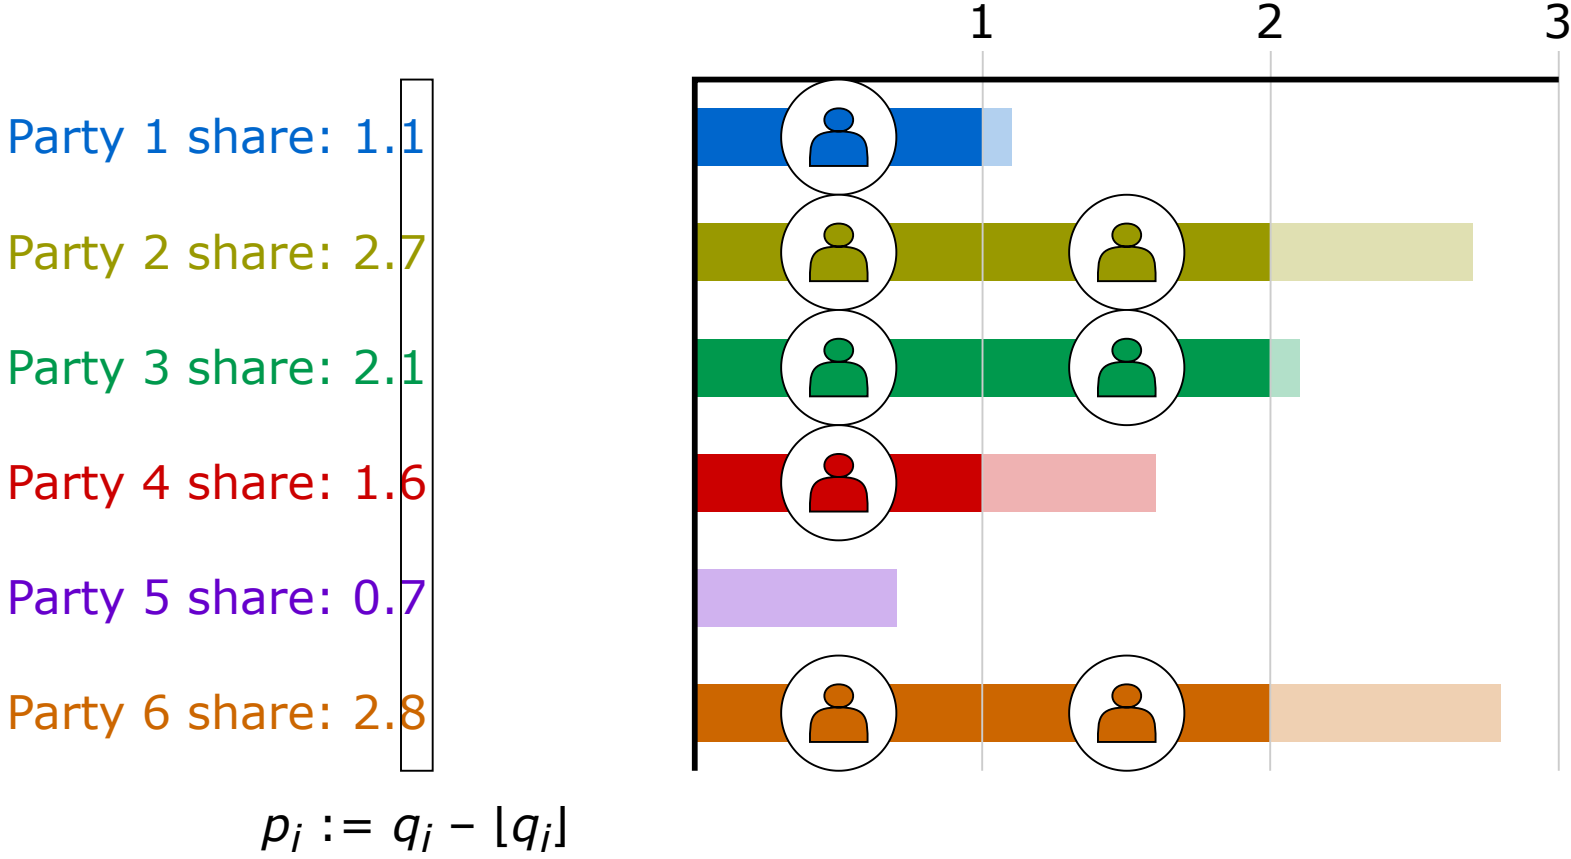 1 2 3
Party 1 share: 1.1
Party 2 share: 2.7
Party 3 share: 2.1
Party 4 share: 1.6
Party 5 share: 0.7
Party 6 share: 2.8
pᵢ := qᵢ – ⌊qᵢ⌋